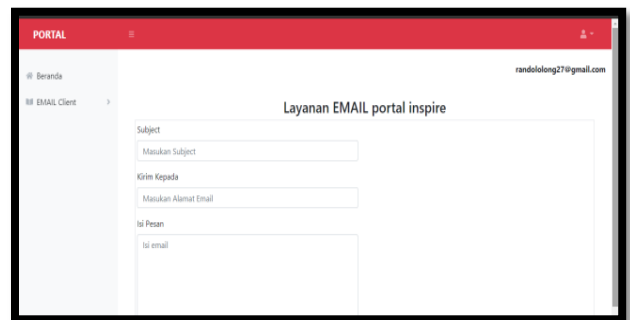 PORTAL
randololong27@gmail.com
Beranda
EMAIL Client
Layanan EMAIL portal inspire
Subject
Masukan Subject
Kirim Kepada
Masukan Alamat Email
Isi Pesan
Isi email